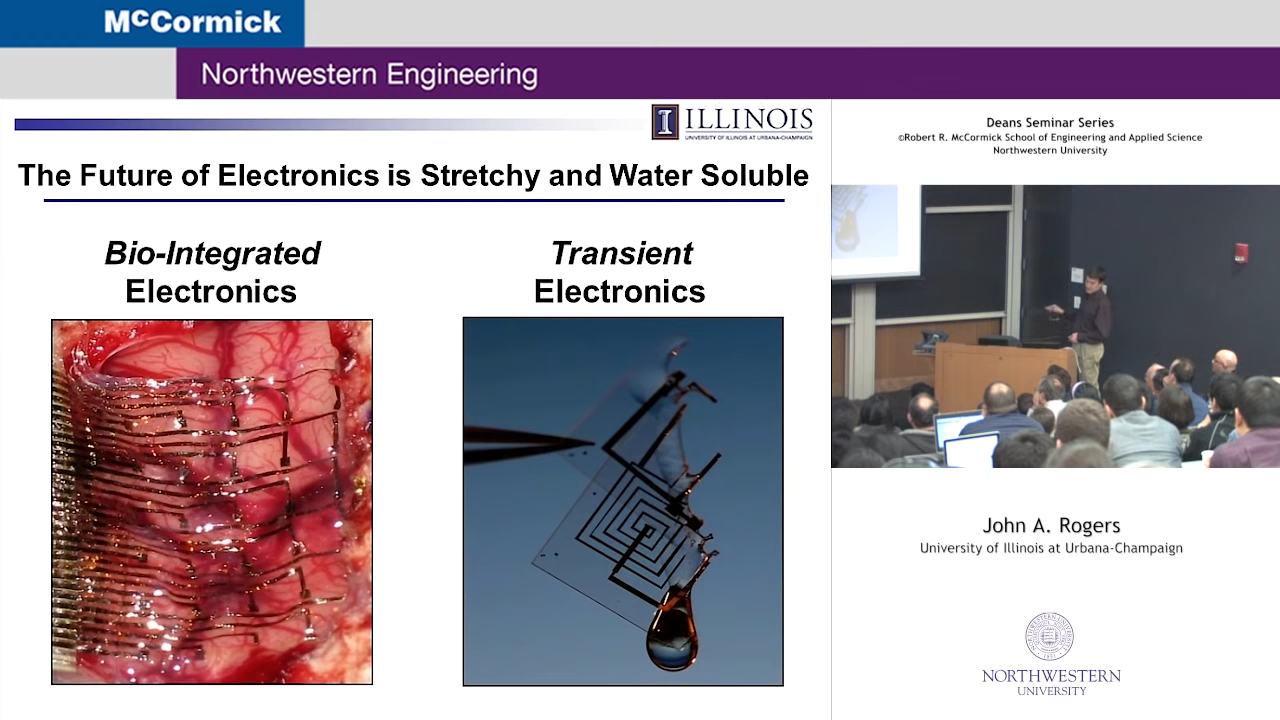 McCormick
Northwestern Engineering
I ILLINOIS
UNIVERSITY OF ILLINOIS AT URBANA-CHAMPAIGN
The Future of Electronics is Stretchy and Water Soluble
Bio-Integrated
Electronics
Transient
Electronics
Deans Seminar Series
©Robert R. McCormick School of Engineering and Applied Science
Northwestern University
John A. Rogers
University of Illinois at Urbana-Champaign
NORTHWESTERN
UNIVERSITY